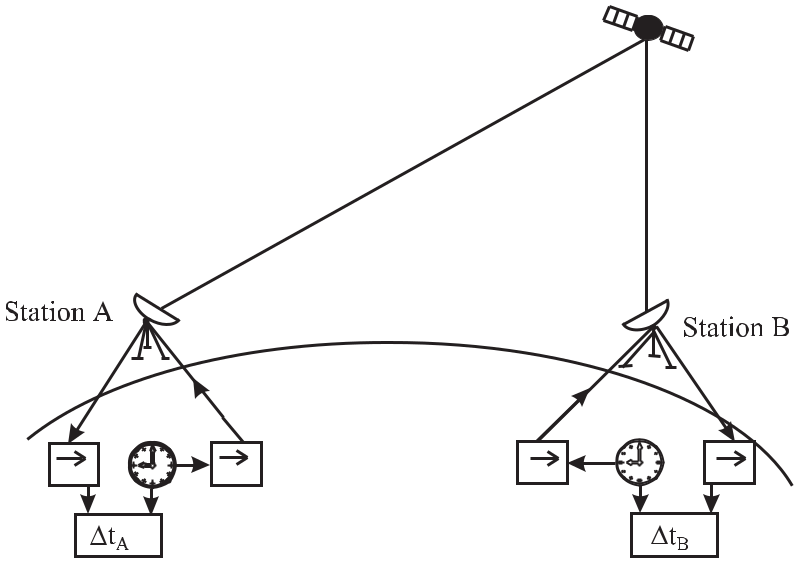 Station A
Station B
Δt_A
Δt_B